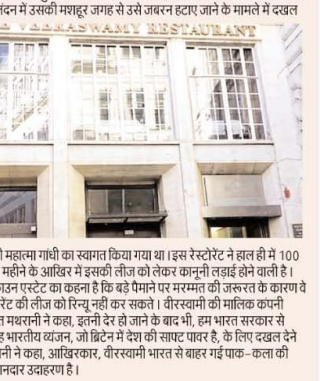 लंदन में उसकी मशहूर जगह से उसे जबरन हटाए जाने के मामले में दखल
VEERASWAMY RESTAURANT
महात्मा गांधी का स्वागत किया गया था। इस रेस्टोरेंट ने हाल ही में 100
महीने के आखिर में इसकी लीज को लेकर कानूनी लड़ाई होने वाली है।
एस्टेट का कहना है कि बड़े पैमाने पर मरम्मत की जरूरत के कारण वे
की लीज को रिन्यू नहीं कर सकते। वीरस्वामी की मालिक कंपनी
मथरानी ने कहा, इतनी देर हो जाने के बाद भी, हम भारत सरकार से
भारतीय व्यंजन, जो ब्रिटेन में देश की साफ्ट पावर है, के लिए दखल देने
ने कहा, आखिरकार, वीरस्वामी भारत से बाहर गई पाक-कला की
उदाहरण है।